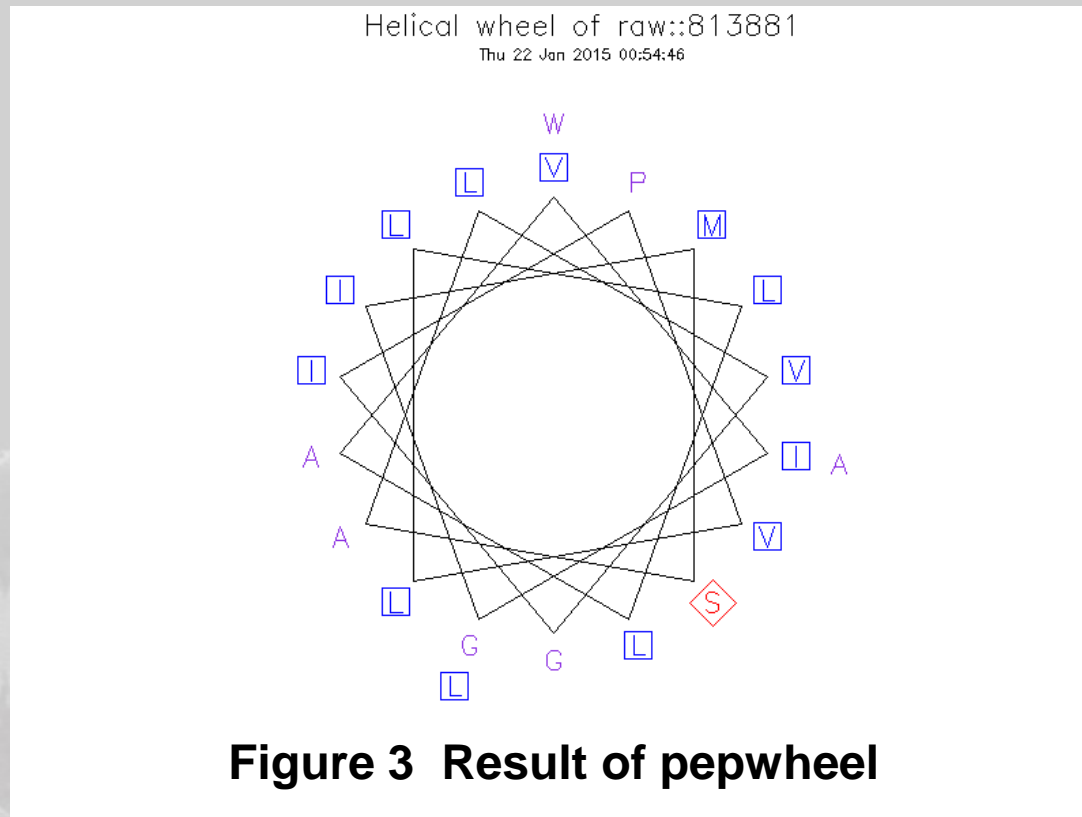 Helical wheel of raw::813881
Thu 22 Jan 2015 00:54:46
W
V
L
P
L
M
I
L
I
V
A
I
A
A
V
L
S
G
G
L
L
Figure 3 Result of pepwheel